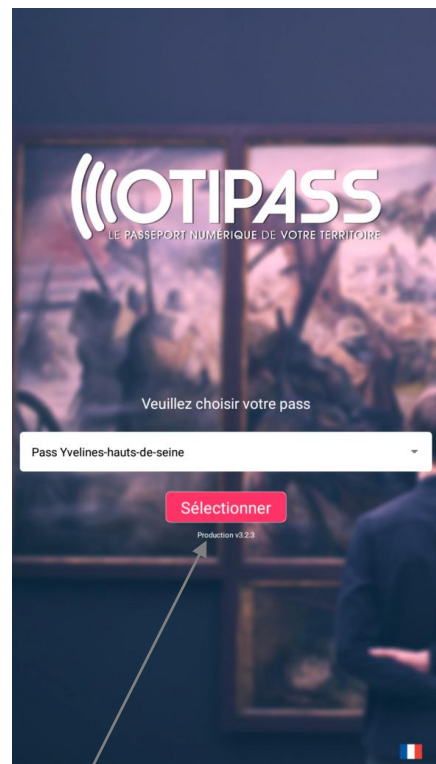 OTIPASS
LE PASSEPORT NUMÉRIQUE DE VOTRE TERRITOIRE
Veuillez choisir votre pass
Pass Yvelines-hauts-de-seine
Sélectionner
Production v3.2.3